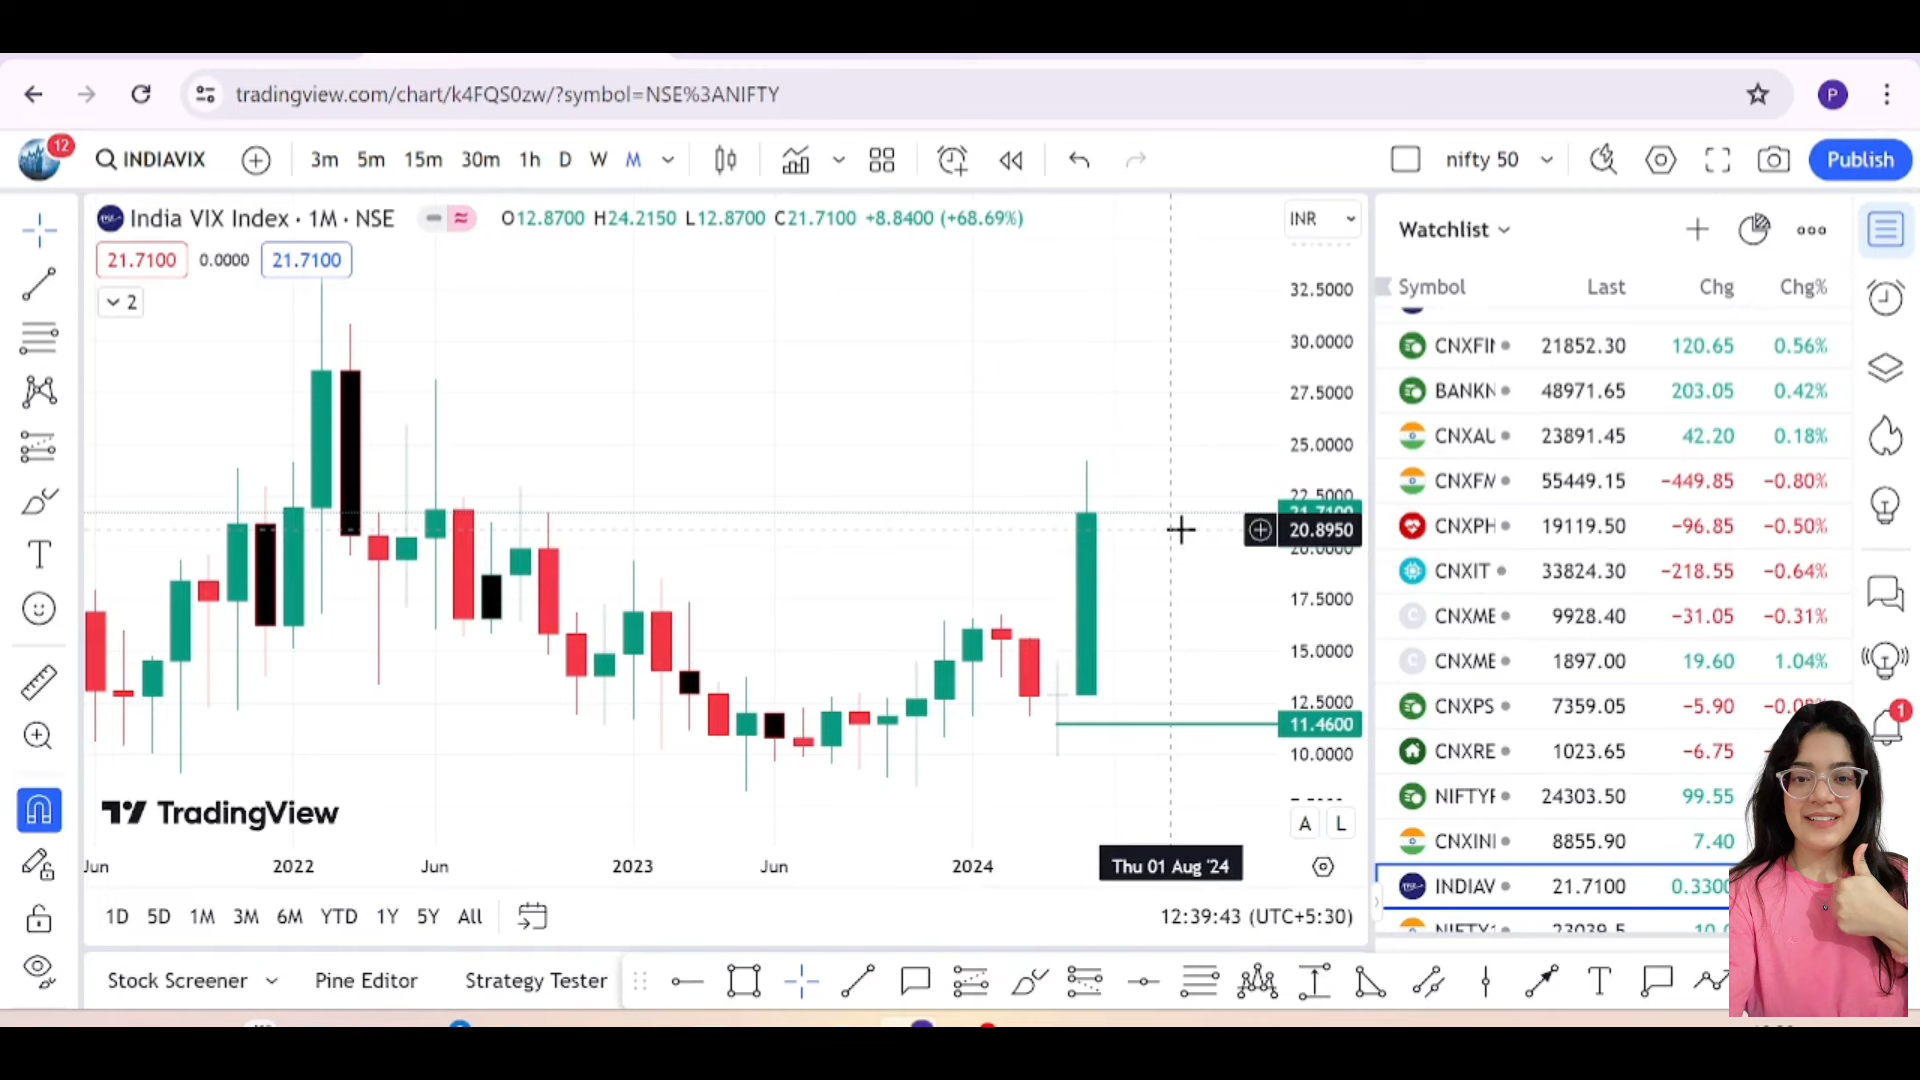 tradingview.com/chart/k4FQS0zw/?symbol=NSE%3ANIFTY
P
12
INDIAVIX
3m 5m 15m 30m 1h D W M
nifty 50
Publish
India VIX Index · 1M · NSE
O12.8700 H24.2150 L12.8700 C21.7100 +8.8400 (+68.69%)
INR
21.7100 0.0000 21.7100
2
32.5000
30.0000
27.5000
25.0000
22.5000
21.7100
20.8950
20.0000
17.5000
15.0000
12.5000
11.4600
10.0000
A L
TradingView
Jun 2022 Jun 2023 Jun 2024 Thu 01 Aug '24
1D 5D 1M 3M 6M YTD 1Y 5Y All
12:39:43 (UTC+5:30)
Stock Screener Pine Editor Strategy Tester
Watchlist
Symbol Last Chg Chg%
CNXFI 21852.30 120.65 0.56%
BANKN 48971.65 203.05 0.42%
CNXAU 23891.45 42.20 0.18%
CNXFM 55449.15 −449.85 −0.80%
CNXPH 19119.50 −96.85 −0.50%
CNXIT 33824.30 −218.55 −0.64%
C CNXME 9928.40 −31.05 −0.31%
C CNXME 1897.00 19.60 1.04%
CNXPS 7359.05 −5.90
CNXRE 1023.65 −6.75
NIFTYF 24303.50 99.55
CNXINI 8855.90 7.40
INDIAV 21.7100 0.3300
1